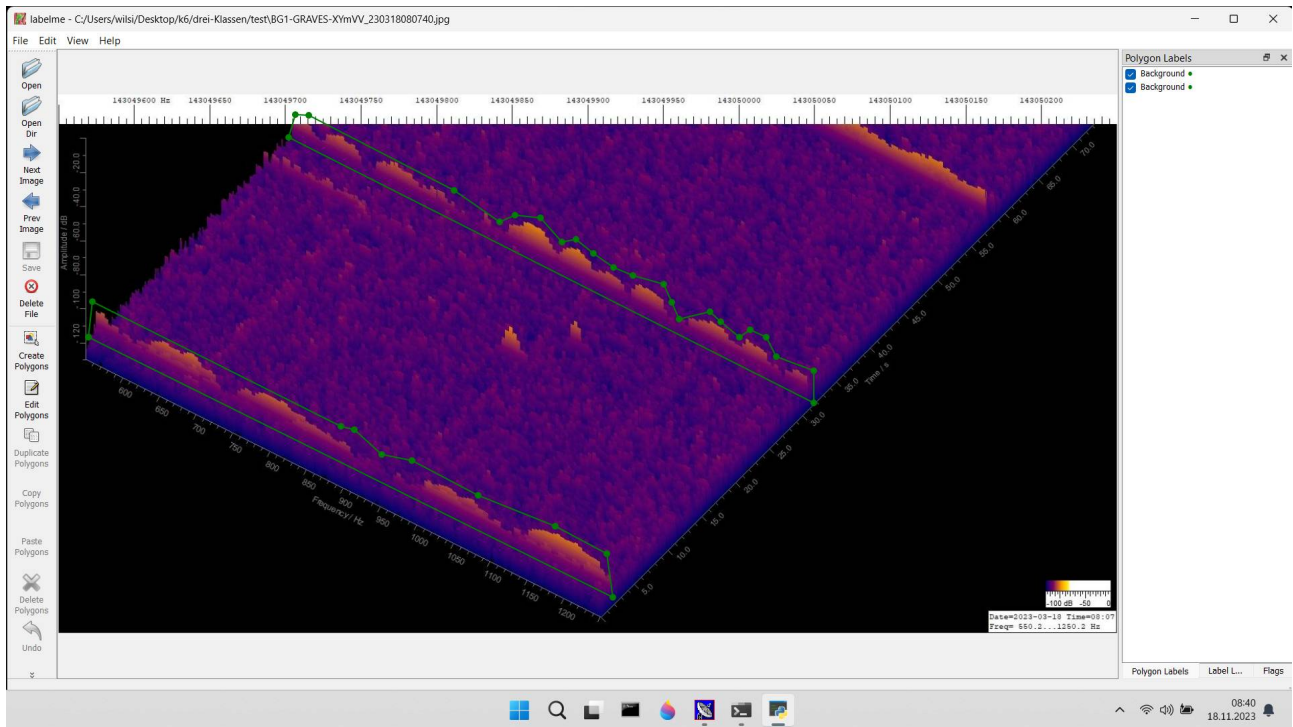 labelme - C:/Users/wilsi/Desktop/k6/drei-Klassen/test\BG1-GRAVES-XYmVV_230318080740.jpg
File Edit View Help
Open
Open
Dir
Next
Image
Prev
Image
Save
Delete
File
Create
Polygons
Edit
Polygons
Duplicate
Polygons
Copy
Polygons
Paste
Polygons
Delete
Polygons
Undo
143049600 Hz 143049650 143049700 143049750 143049800 143049850 143049900 143049950 143050000 143050050 143050100 143050150 143050200
Amplitude / dB
-20.0
-40.0
-60.0
-80.0
-100
-120
600 650 700 750 800 850 900 950 1000 1050 1100 1150 1200
Frequency / Hz
5.0 10.0 15.0 20.0 25.0 30.0 35.0 40.0 45.0 50.0 55.0 60.0 65.0 70.0
Time / s
-100 dB -50 0
Date=2023-03-18 Time=08:07
Freq= 550.2...1250.2 Hz
Polygon Labels
Background
Background
Polygon Labels Label L... Flags
08:40
18.11.2023